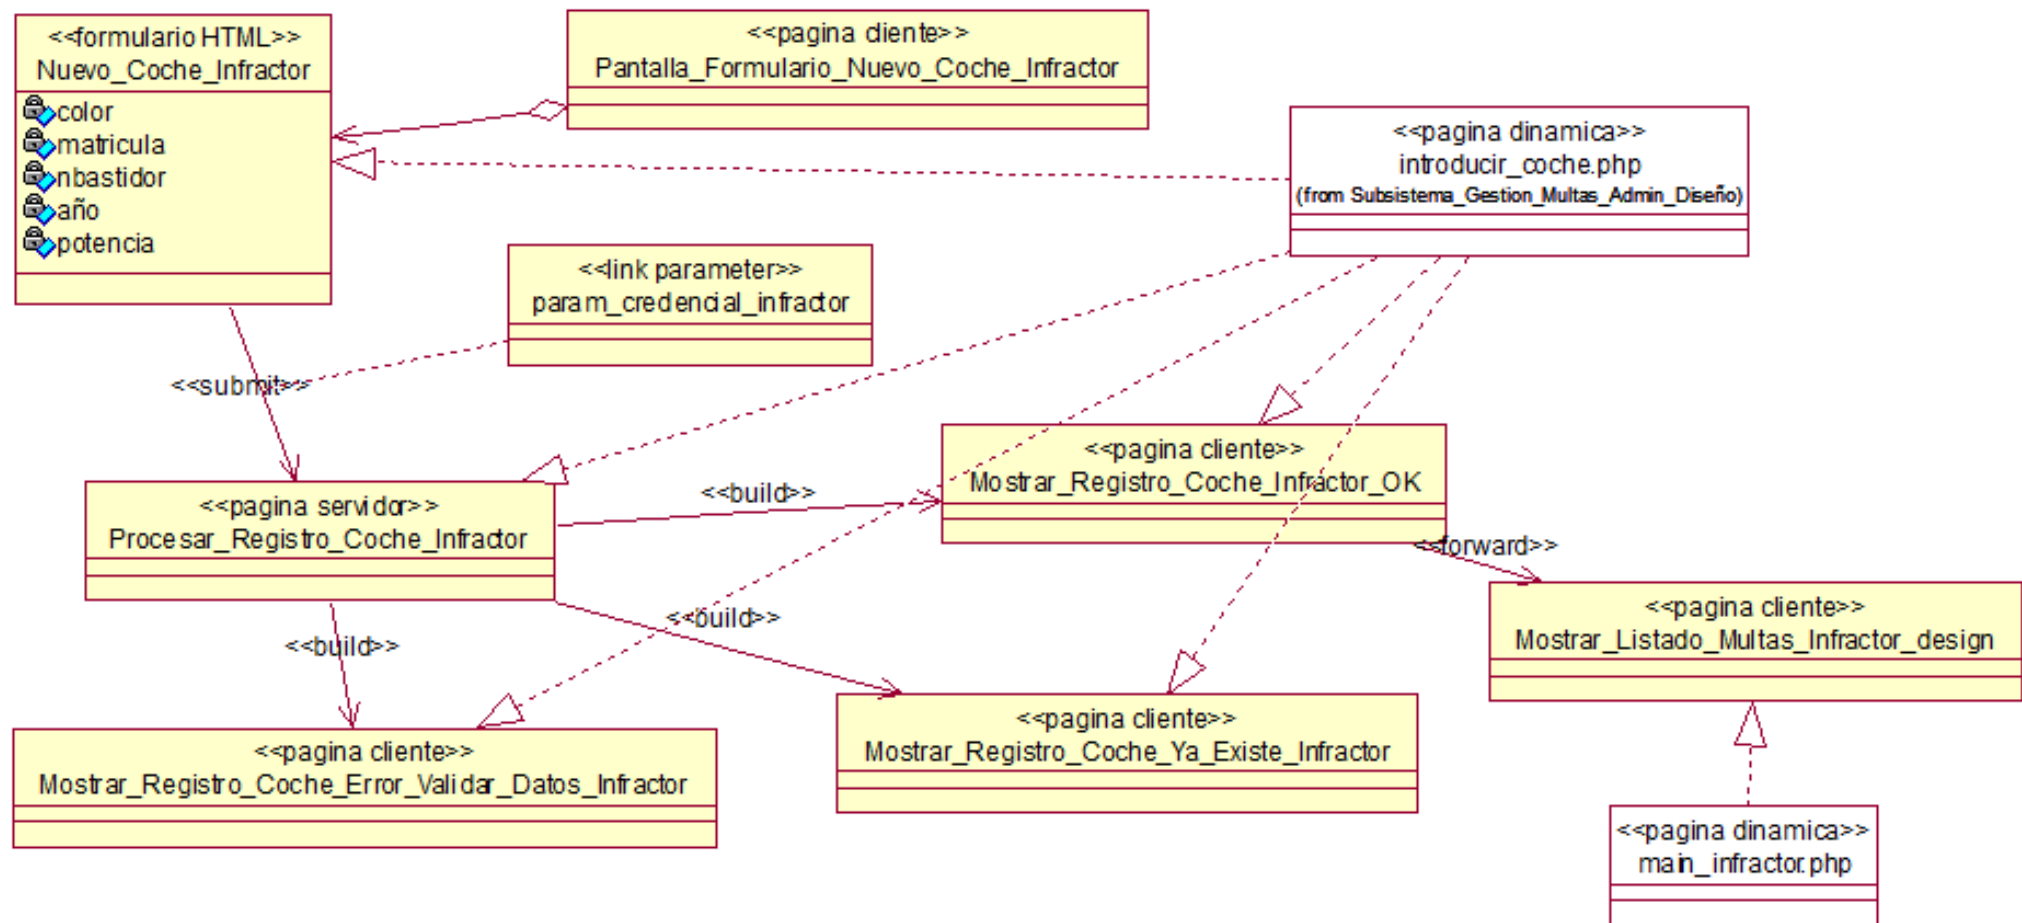 <<formulario HTML>>
Nuevo_Coche_Infractor
color
matricula
nbastidor
año
potencia
<<pagina cliente>>
Pantalla_Formulario_Nuevo_Coche_Infractor
<<pagina dinamica>>
introducir_coche.php
(from Subsistema_Gestion_Multas_Admin_Diseño)
<<link parameter>>
param_credencial_infractor
<<submit>>
<<pagina servidor>>
Procesar_Registro_Coche_Infractor
<<build>>
<<pagina cliente>>
Mostrar_Registro_Coche_Infractor_OK
<<forward>>
<<build>>
<<build>>
<<pagina cliente>>
Mostrar_Listado_Multas_Infractor_design
<<pagina cliente>>
Mostrar_Registro_Coche_Error_Validar_Datos_Infractor
<<pagina cliente>>
Mostrar_Registro_Coche_Ya_Existe_Infractor
<<pagina dinamica>>
main_infractor.php